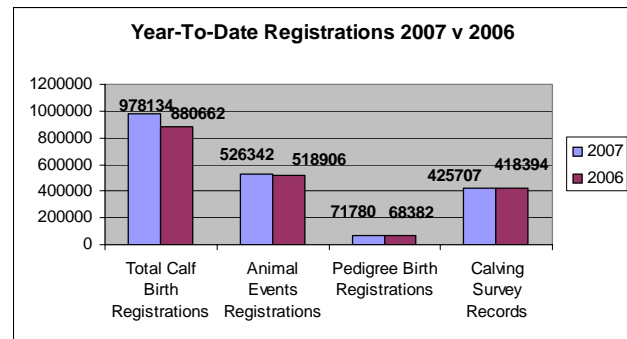 Year-To-Date Registrations 2007 v 2006
1200000
1000000
800000
600000
400000
200000
0
978134
880662
526342
518906
71780
68382
425707
418394
Total Calf
Birth
Registrations
Animal
Events
Registrations
Pedigree Birth
Registrations
Calving
Survey
Records
2007
2006